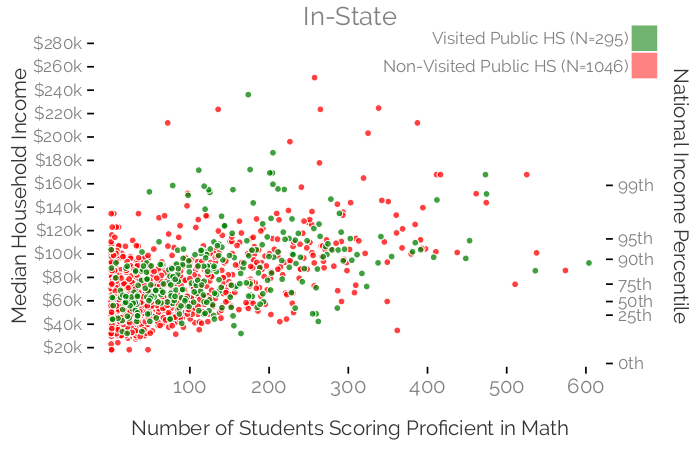 In-State
Visited Public HS (N=295)
Non-Visited Public HS (N=1046)
Median Household Income
$280k
$260k
$240k
$220k
$200k
$180k
$160k
$140k
$120k
$100k
$80k
$60k
$40k
$20k
National Income Percentile
99th
95th
90th
75th
50th
25th
0th
100 200 300 400 500 600
Number of Students Scoring Proficient in Math